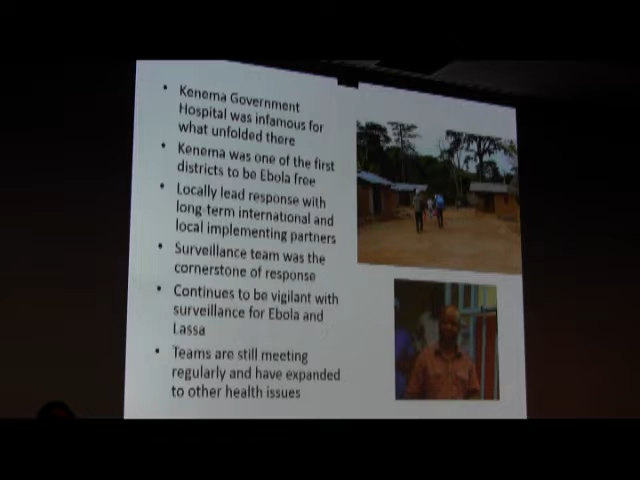 • Kenema Government
Hospital was infamous for
what unfolded there
• Kenema was one of the first
districts to be Ebola free
• Locally lead response with
long-term international and
local implementing partners
• Surveillance team was the
cornerstone of response
• Continues to be vigilant with
surveillance for Ebola and
Lassa
• Teams are still meeting
regularly and have expanded
to other health issues